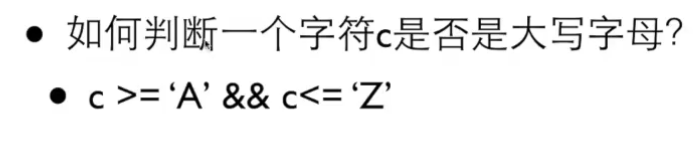 • 如何判断一个字符c是否是大写字母?
• c >= ‘A’ && c<= ‘Z’